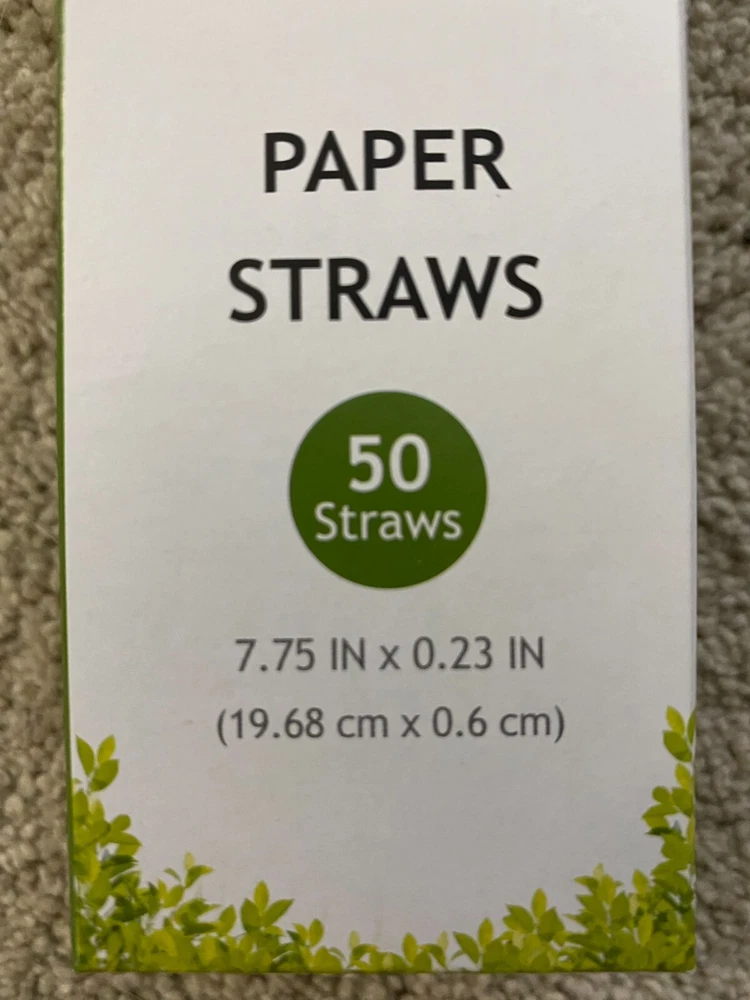 PAPER
STRAWS
50
Straws
7.75 IN x 0.23 IN
(19.68 cm x 0.6 cm)